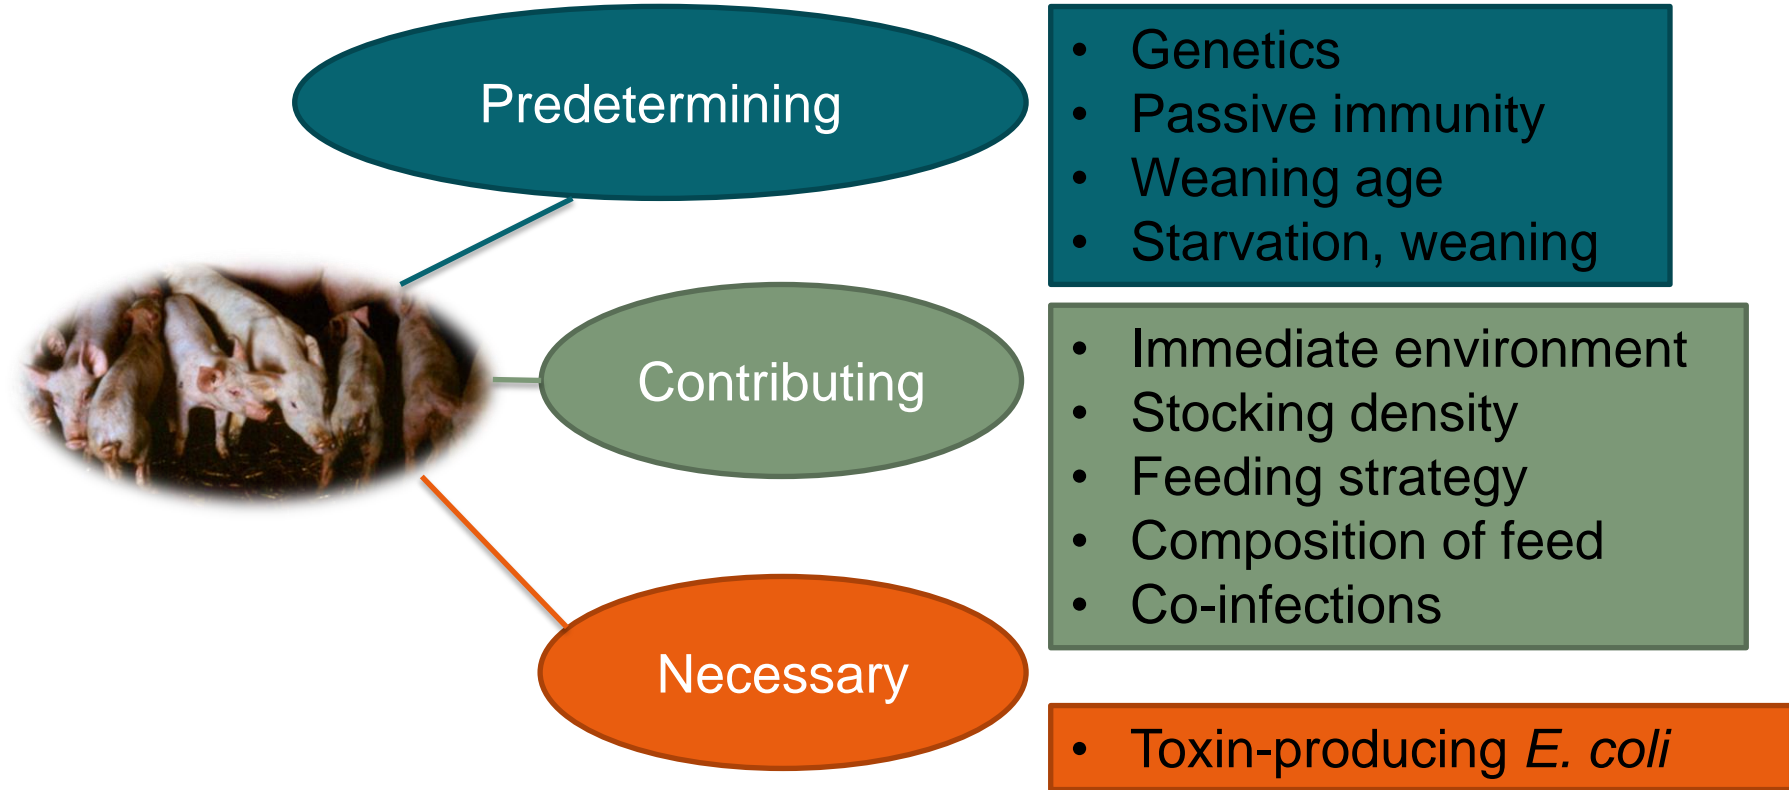 Predetermining
• Genetics
• Passive immunity
• Weaning age
• Starvation, weaning
Contributing
• Immediate environment
• Stocking density
• Feeding strategy
• Composition of feed
• Co-infections
Necessary
• Toxin-producing E. coli